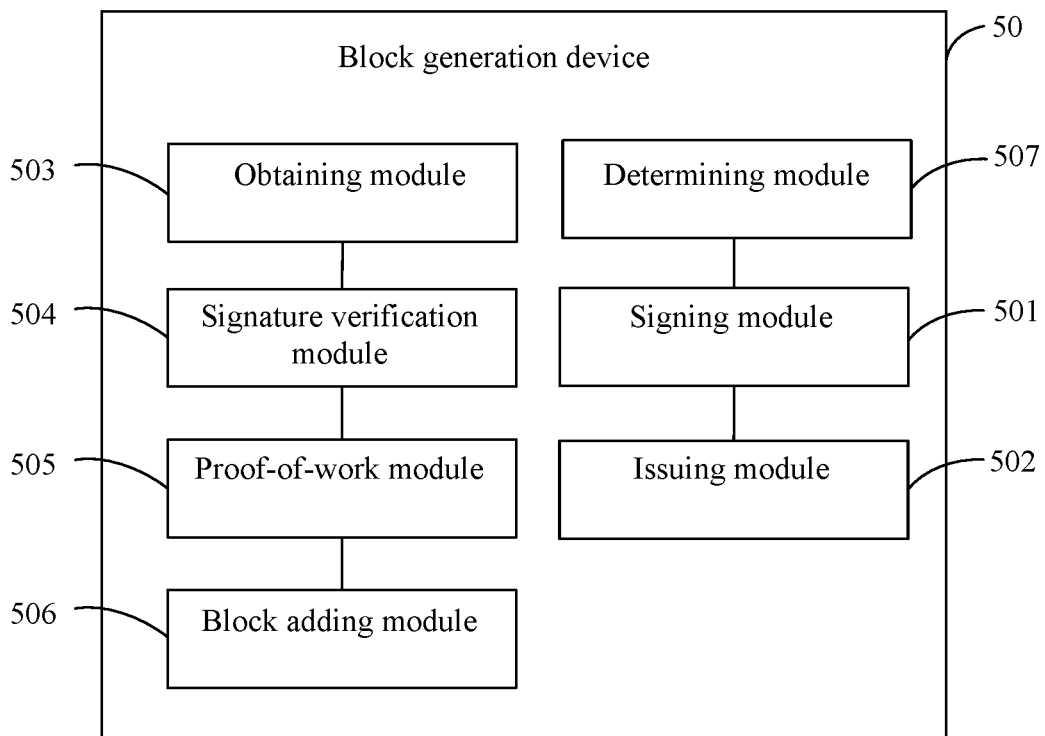 50
Block generation device
503
Obtaining module
Determining module
507
504
Signature verification
module
Signing module
501
505
Proof-of-work module
Issuing module
502
506
Block adding module